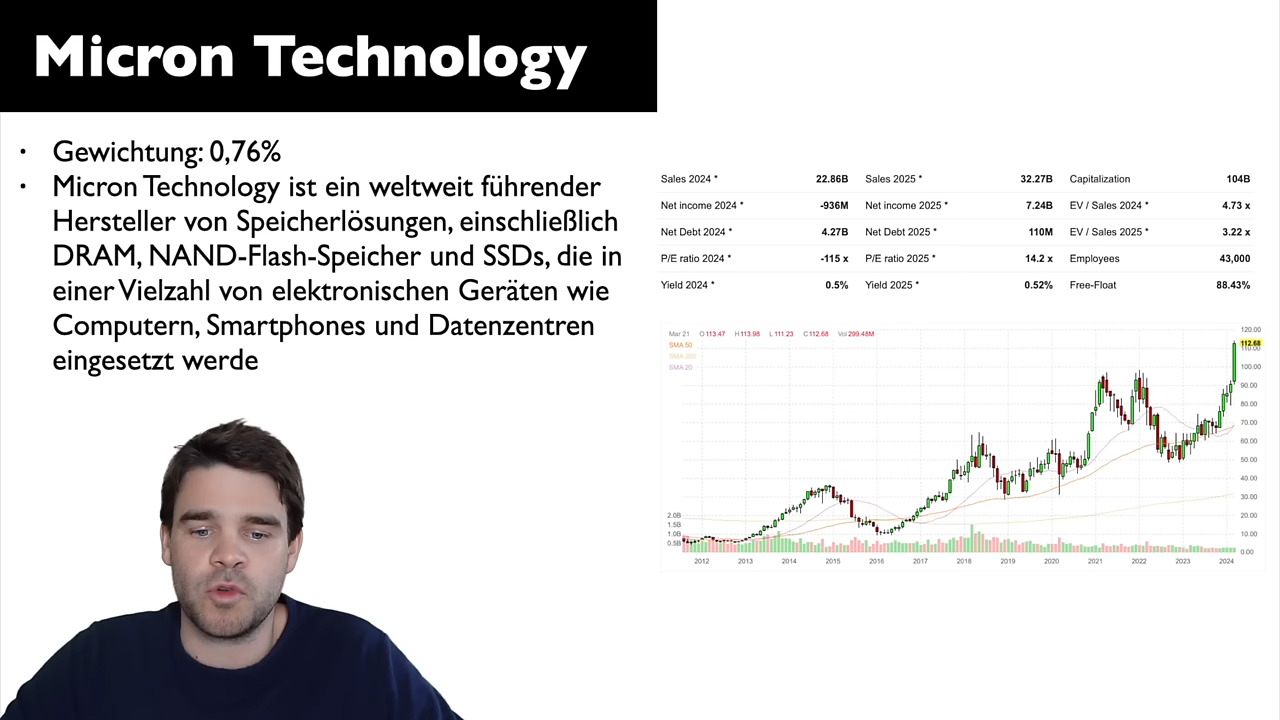 Micron Technology
• Gewichtung: 0,76%
• Micron Technology ist ein weltweit führender
Hersteller von Speicherlösungen, einschließlich
DRAM, NAND-Flash-Speicher und SSDs, die in
einer Vielzahl von elektronischen Geräten wie
Computern, Smartphones und Datenzentren
eingesetzt werde
Sales 2024 * 22.86B Sales 2025 * 32.27B Capitalization 104B
Net income 2024 * -936M Net income 2025 * 7.24B EV / Sales 2024 * 4.73 x
Net Debt 2024 * 4.27B Net Debt 2025 * 110M EV / Sales 2025 * 3.22 x
P/E ratio 2024 * -115 x P/E ratio 2025 * 14.2 x Employees 43,000
Yield 2024 * 0.5% Yield 2025 * 0.52% Free-Float 88.43%
Mar 21 O 113.47 H 113.98 L 111.23 C 112.68 Vol 299.48M
SMA 50
SMA 200
SMA 20
120.00
112.68
110.00
100.00
90.00
80.00
70.00
60.00
50.00
40.00
30.00
20.00
10.00
0.00
2.0B
1.5B
1.0B
0.5B
2012 2013 2014 2015 2016 2017 2018 2019 2020 2021 2022 2023 2024